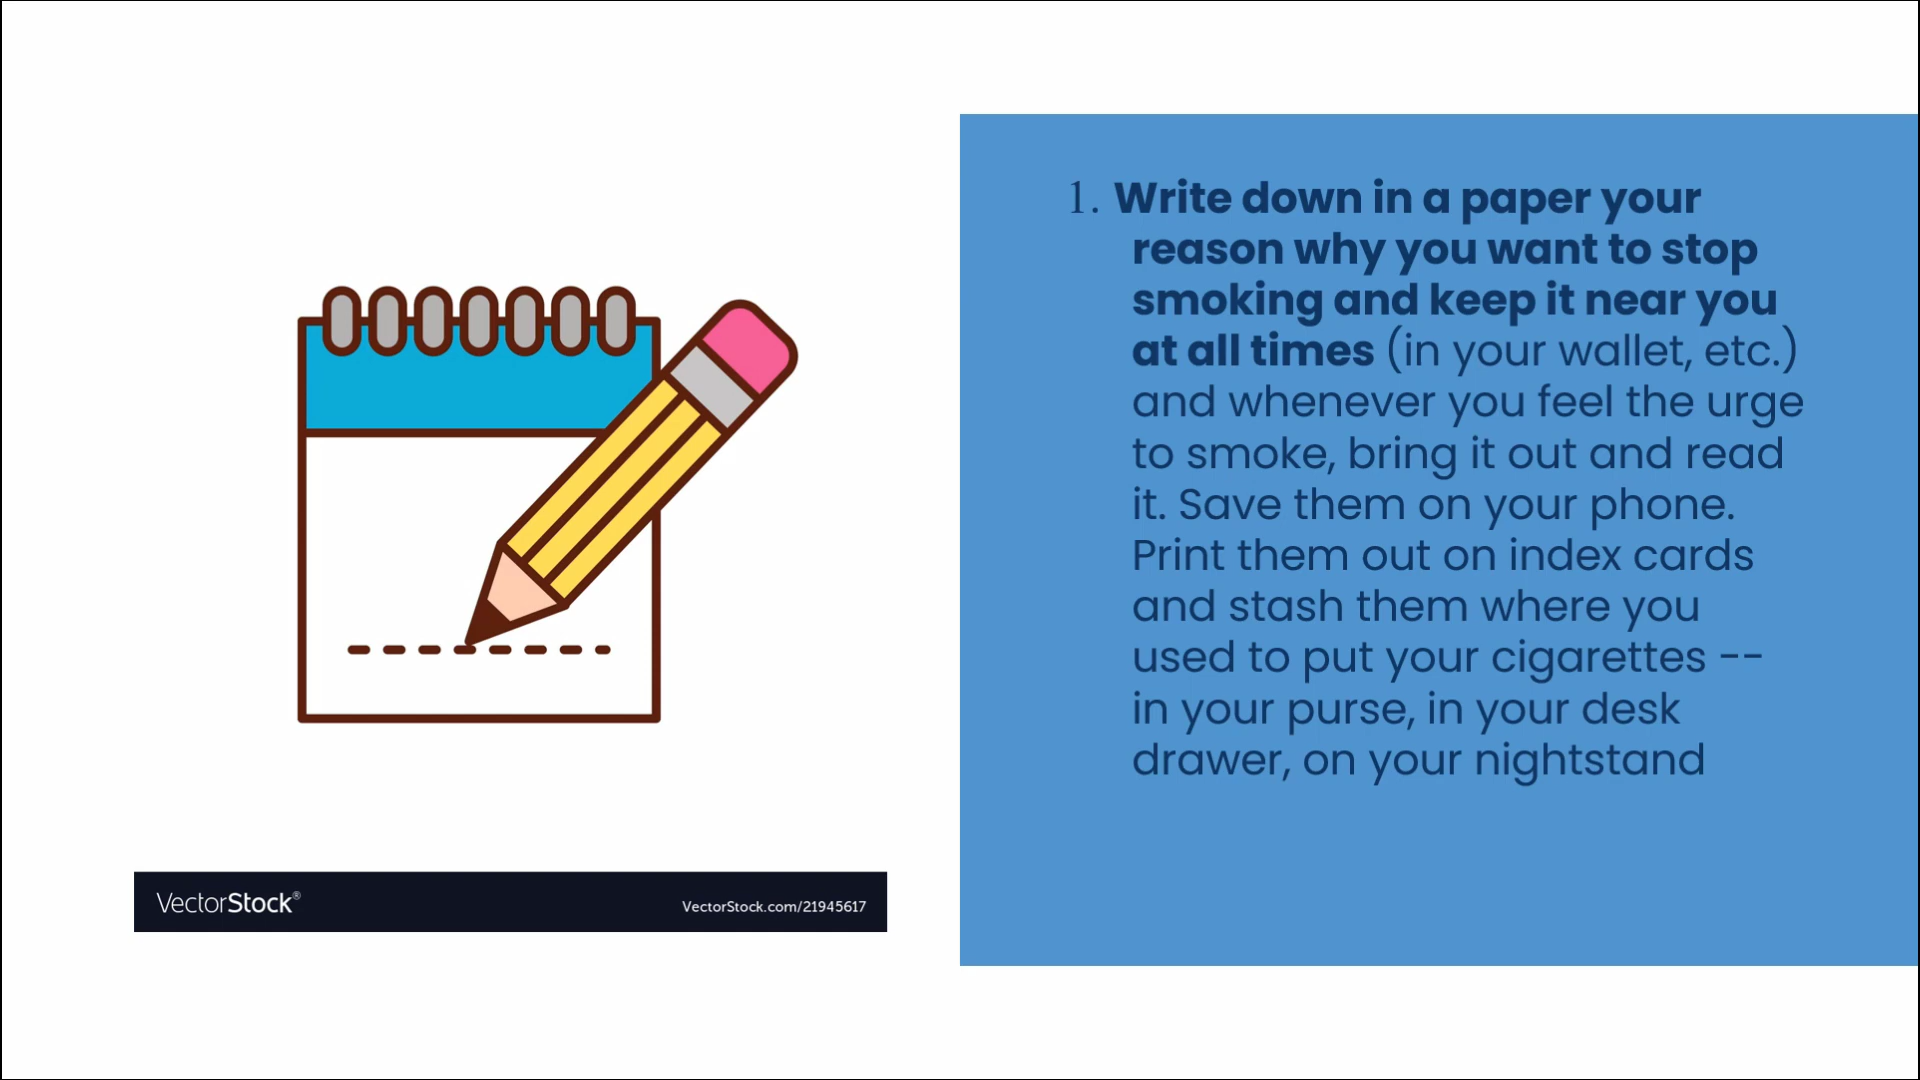 1. Write down in a paper your
reason why you want to stop
smoking and keep it near you
at all times (in your wallet, etc.)
and whenever you feel the urge
to smoke, bring it out and read
it. Save them on your phone.
Print them out on index cards
and stash them where you
used to put your cigarettes --
in your purse, in your desk
drawer, on your nightstand
VectorStock®
VectorStock.com/21945617